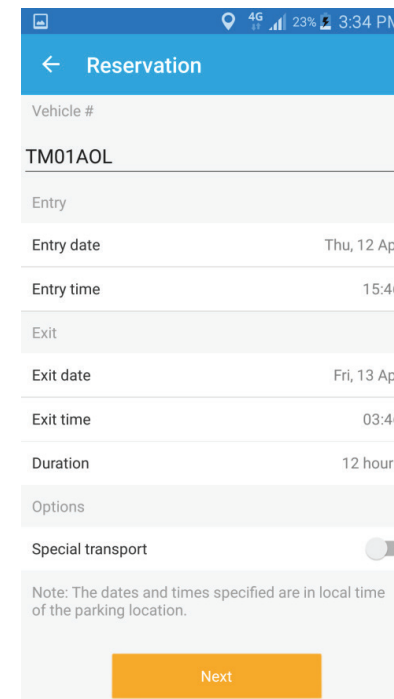 4G 23% 3:34 PM
Reservation
Vehicle #
TM01AOL
Entry
Entry date Thu, 12 Ap
Entry time 15:4
Exit
Exit date Fri, 13 Ap
Exit time 03:4
Duration 12 hour
Options
Special transport
Note: The dates and times specified are in local time
of the parking location.
Next